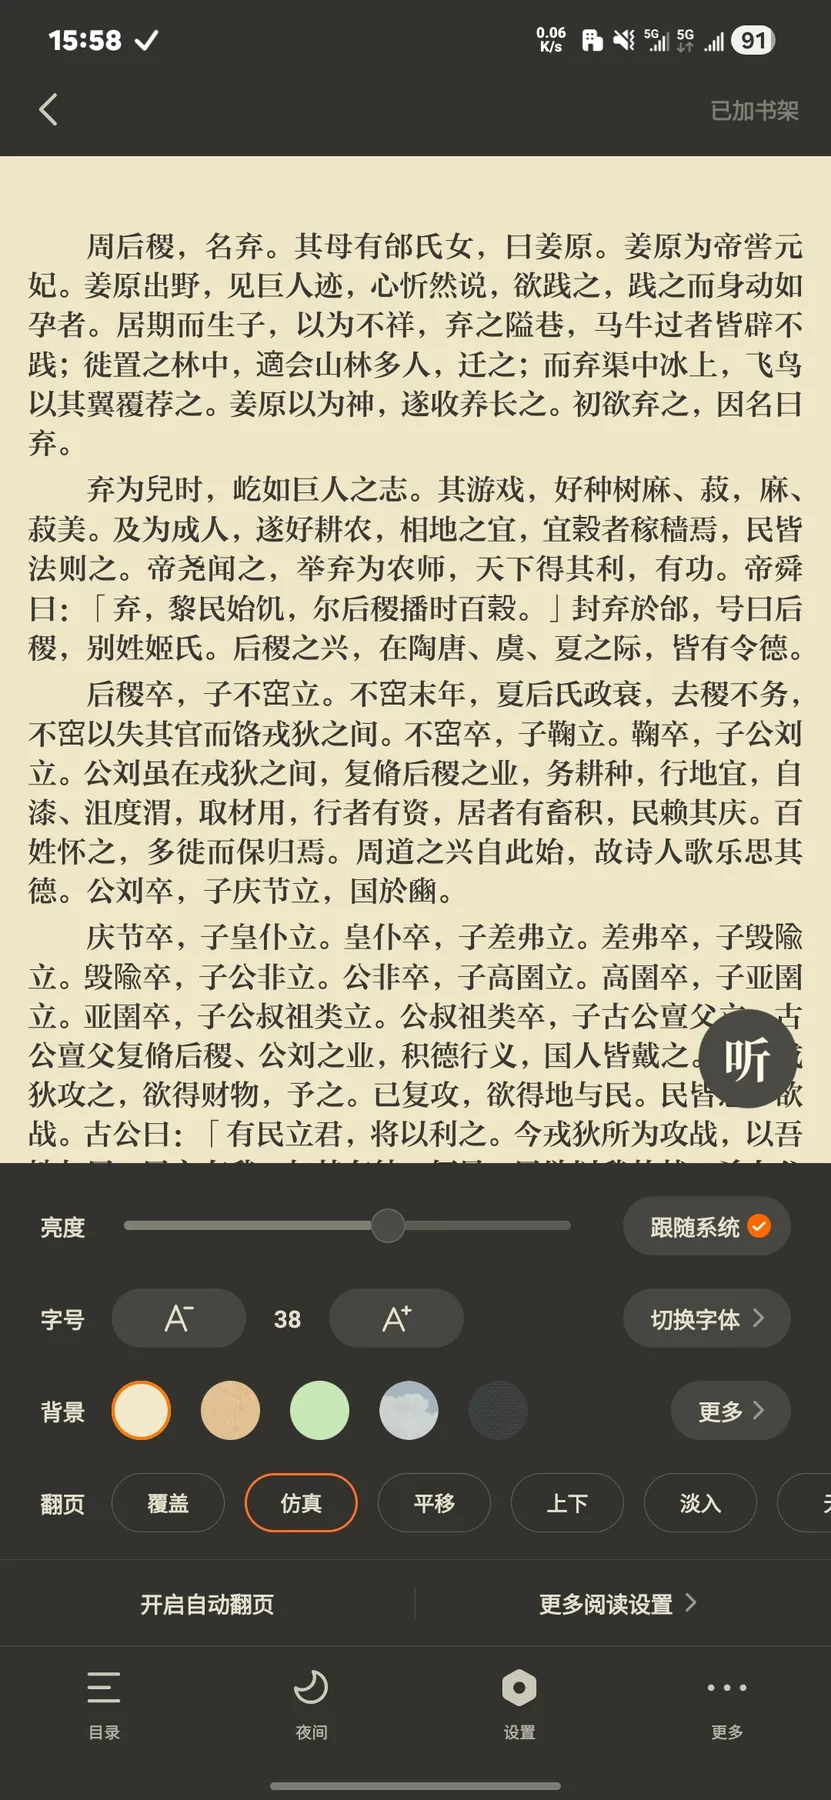 15:58
0.06
K/s
5G
5G
91
已加书架
周后稷，名弃。其母有邰氏女，曰姜原。姜原为帝喾元
妃。姜原出野，见巨人迹，心忻然说，欲践之，践之而身动如
孕者。居期而生子，以为不祥，弃之隘巷，马牛过者皆辟不
践；徙置之林中，適会山林多人，迁之；而弃渠中冰上，飞鸟
以其翼覆荐之。姜原以为神，遂收养长之。初欲弃之，因名曰
弃。
弃为兒时，屹如巨人之志。其游戏，好种树麻、菽，麻、
菽美。及为成人，遂好耕农，相地之宜，宜穀者稼穑焉，民皆
法则之。帝尧闻之，举弃为农师，天下得其利，有功。帝舜
曰：「弃，黎民始饥，尔后稷播时百穀。」封弃於邰，号曰后
稷，别姓姬氏。后稷之兴，在陶唐、虞、夏之际，皆有令德。
后稷卒，子不窋立。不窋末年，夏后氏政衰，去稷不务，
不窋以失其官而饹戎狄之间。不窋卒，子鞠立。鞠卒，子公刘
立。公刘虽在戎狄之间，复脩后稷之业，务耕种，行地宜，自
漆、沮度渭，取材用，行者有资，居者有畜积，民赖其庆。百
姓怀之，多徙而保归焉。周道之兴自此始，故诗人歌乐思其
德。公刘卒，子庆节立，国於豳。
庆节卒，子皇仆立。皇仆卒，子差弗立。差弗卒，子毁隃
立。毁隃卒，子公非立。公非卒，子高圉立。高圉卒，子亚圉
立。亚圉卒，子公叔祖类立。公叔祖类卒，子古公亶父立。古
公亶父复脩后稷、公刘之业，积德行义，国人皆戴之。
狄攻之，欲得财物，予之。已复攻，欲得地与民。民皆 欲
战。古公曰：「有民立君，将以利之。今戎狄所为攻战，以吾
听
亮度
跟随系统
字号
A-
38
A+
切换字体
背景
更多
翻页
覆盖
仿真
平移
上下
淡入
开启自动翻页
更多阅读设置
目录
夜间
设置
更多